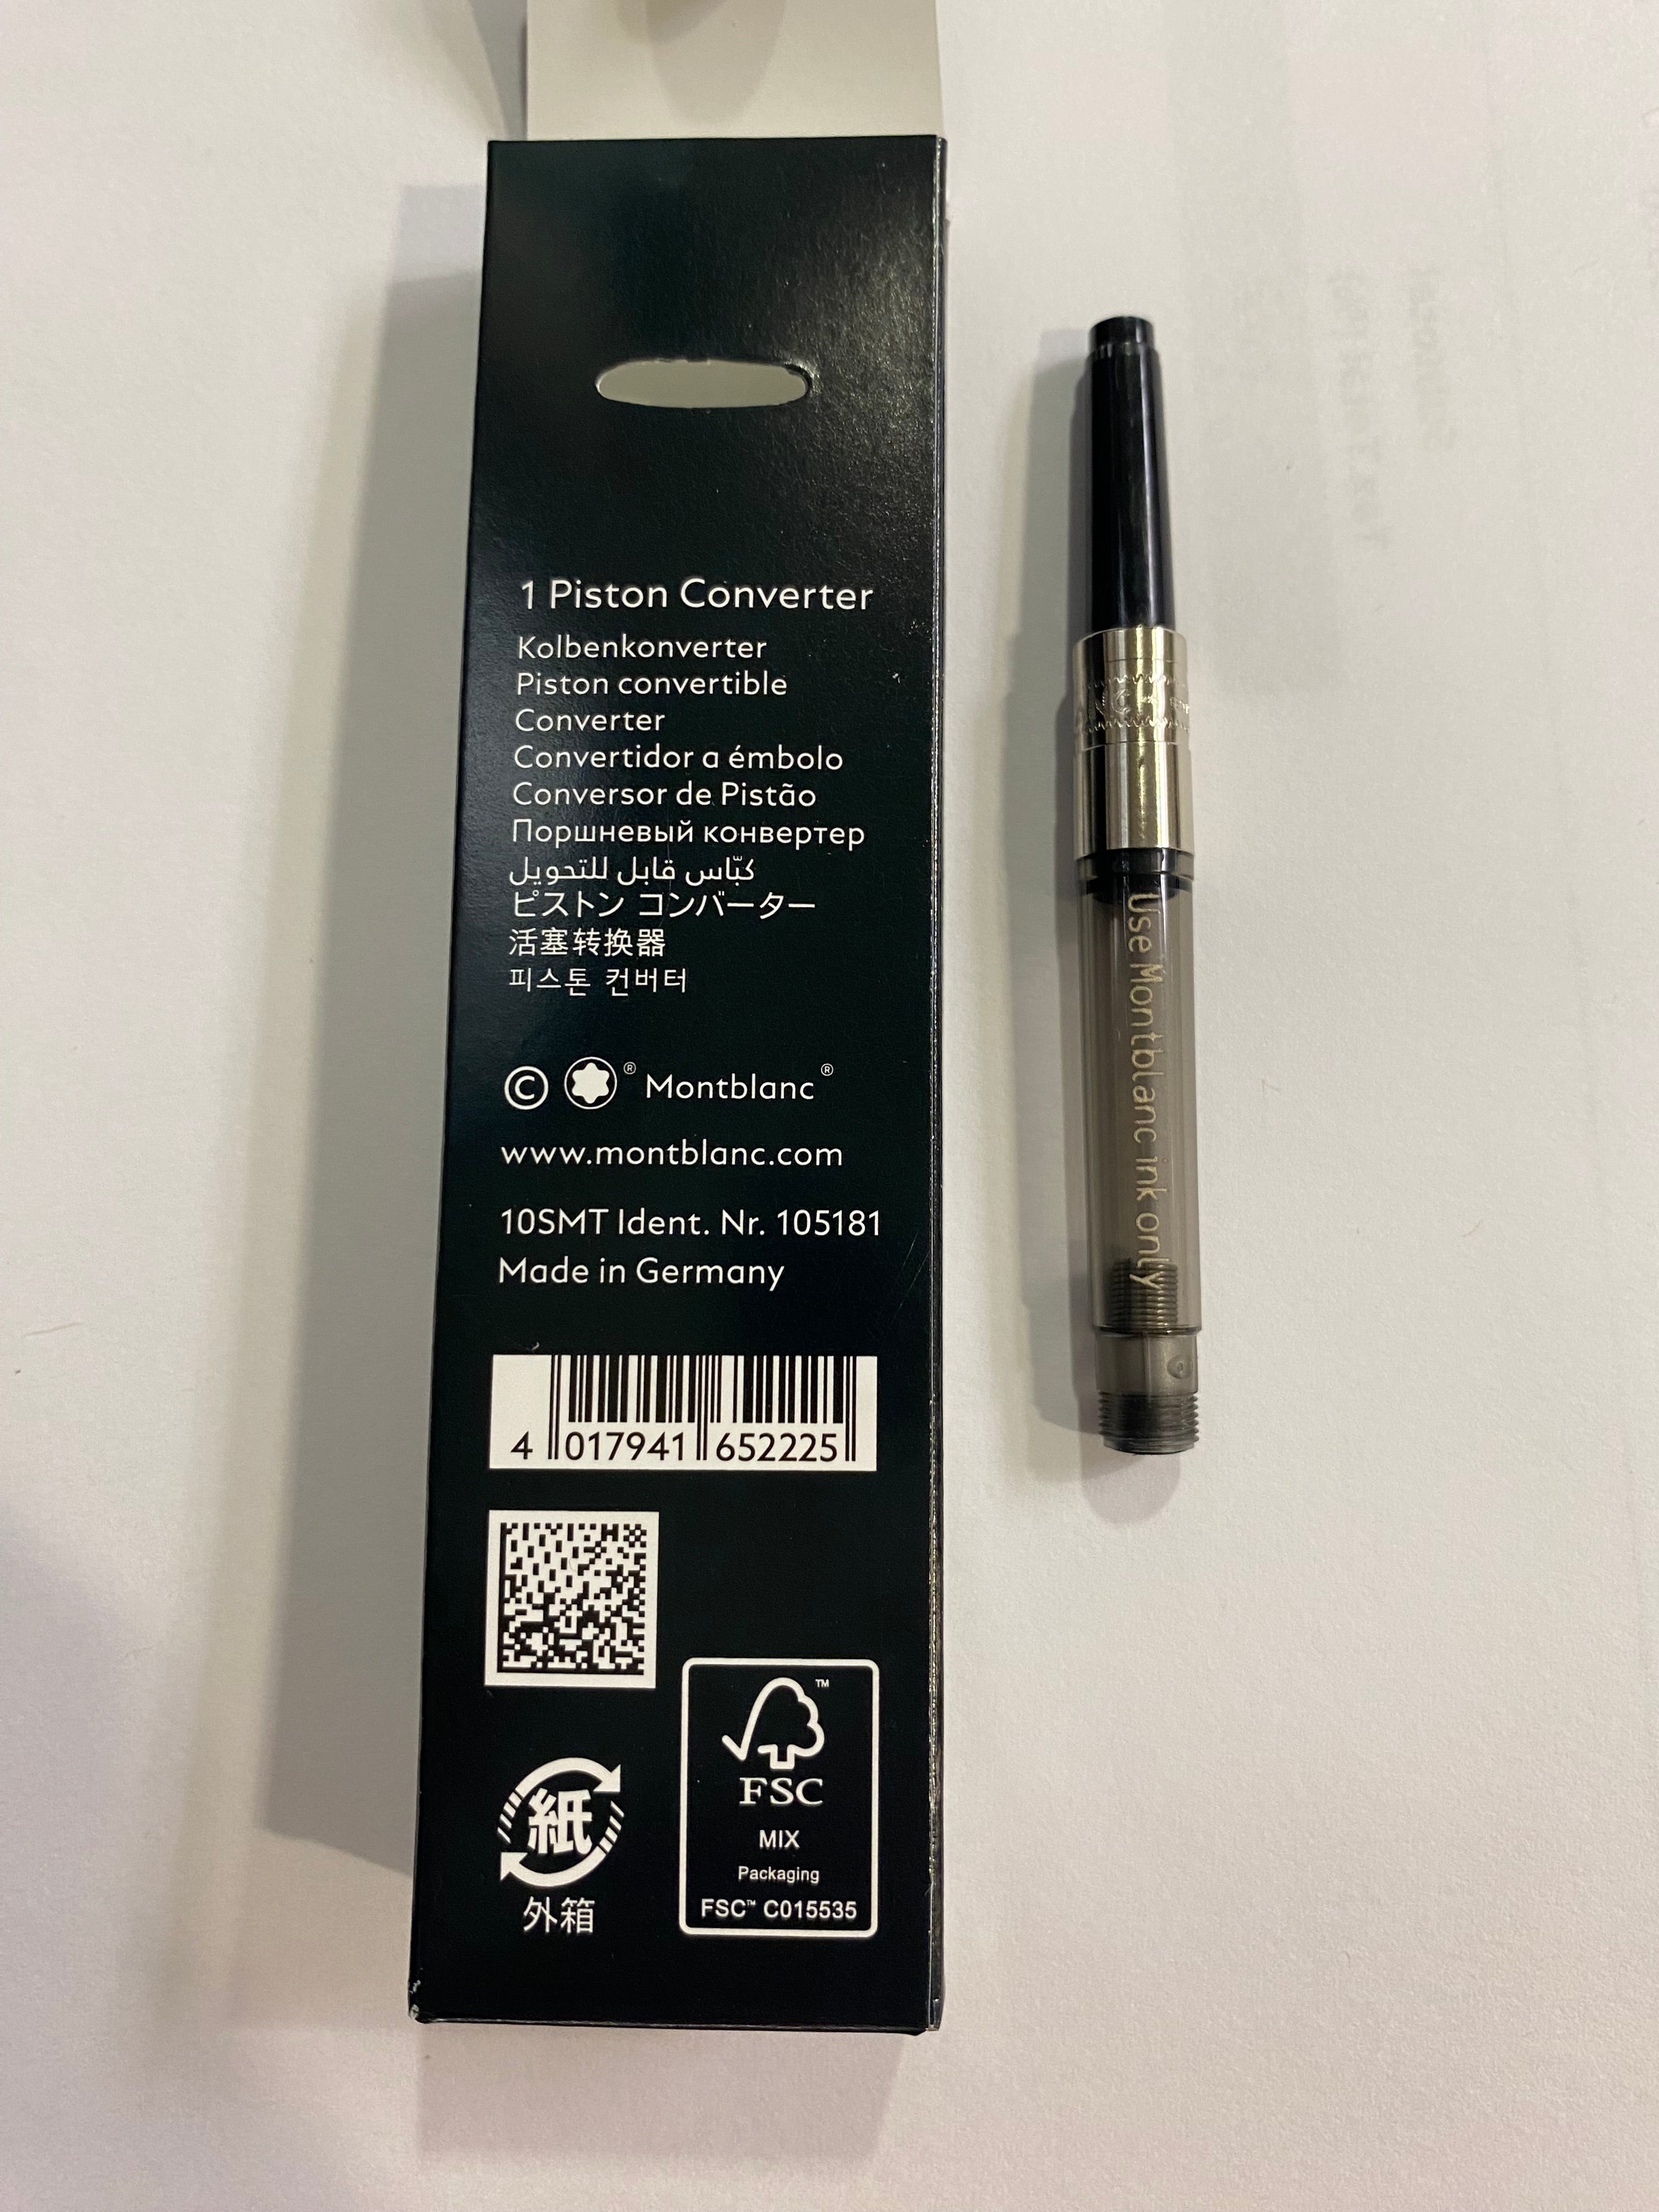 1 Piston Converter
Kolbenkonverter
Piston convertible
Converter
Convertidor a émbolo
Conversor de Pistão
Поршневый конвертер
كبّاس قابل للتحويل
ピストン コンバーター
活塞转换器
피스톤 컨버터
© ® Montblanc ®
www.montblanc.com
10SMT Ident. Nr. 105181
Made in Germany
4 017941 652225
紙
外箱
™
FSC
MIX
Packaging
FSC™ C015535
Use Montblanc ink only